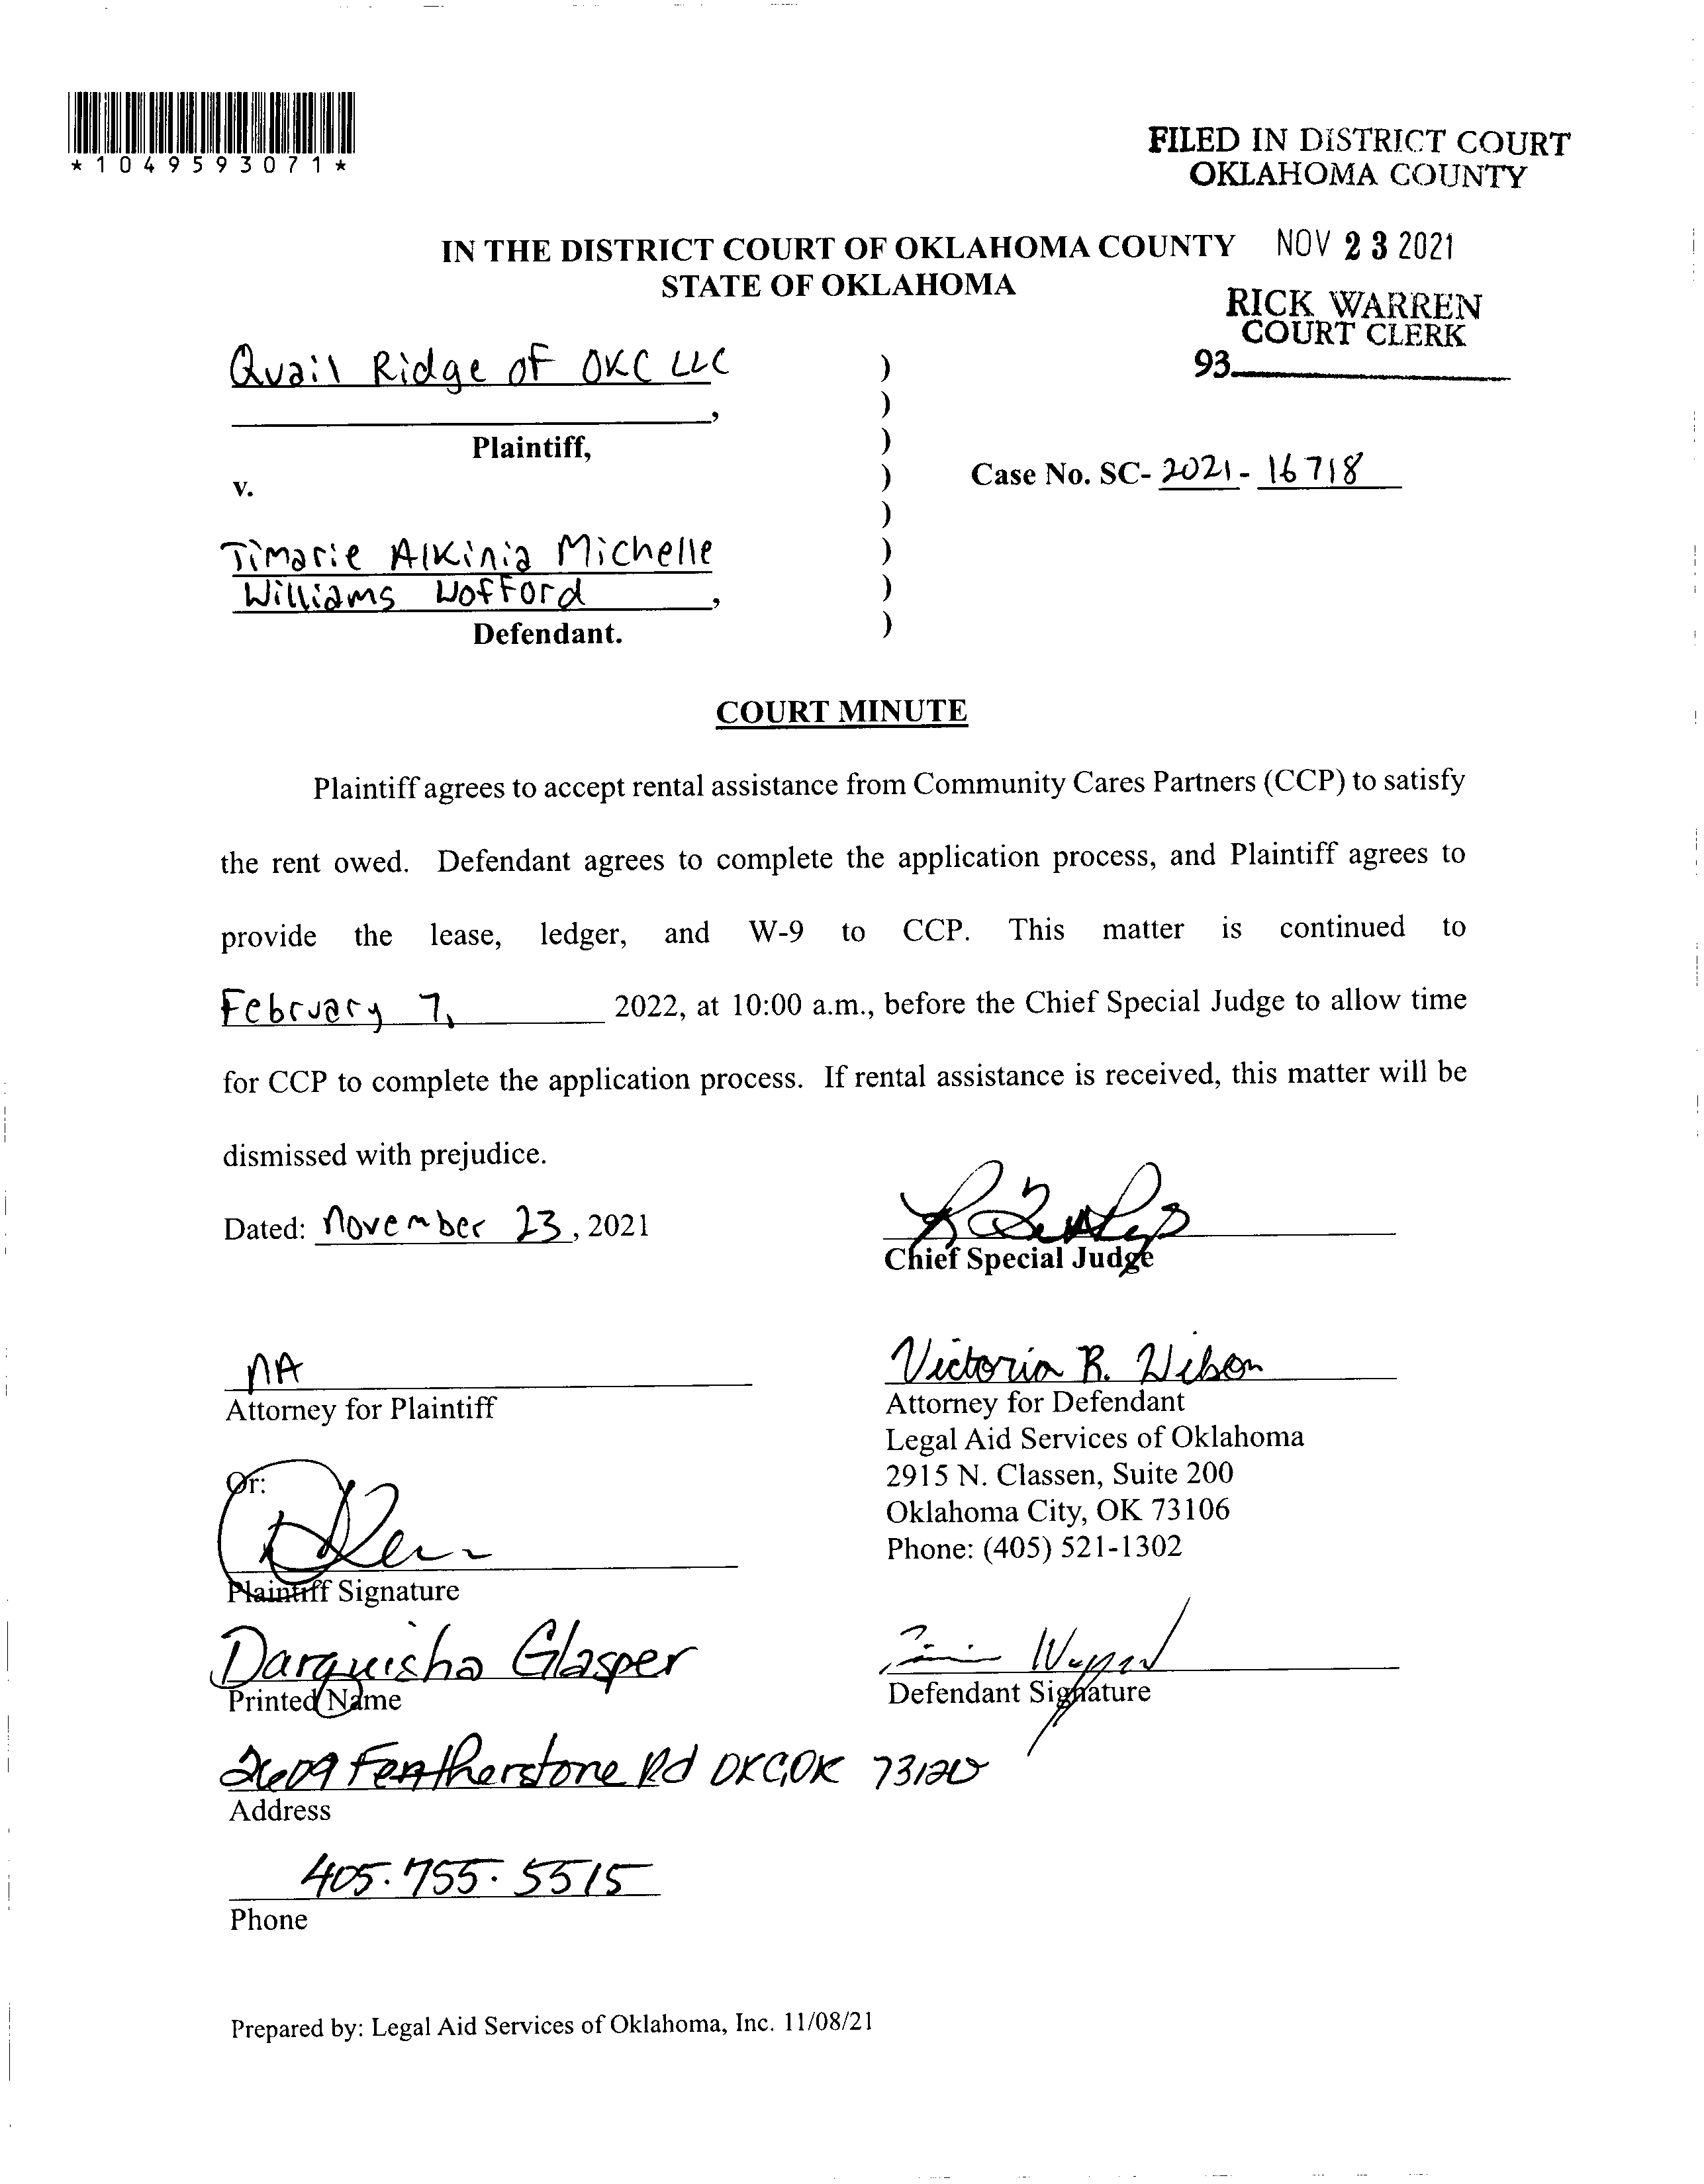 *1049593071*
FILED IN DISTRICT COURT
OKLAHOMA COUNTY
IN THE DISTRICT COURT OF OKLAHOMA COUNTY
NOV 23 2021
STATE OF OKLAHOMA
RICK WARREN
COURT CLERK
93
Quail Ridge of OKC LLC )
, )
Plaintiff, )
v. ) Case No. SC- 2021 - 16718
)
Timarie Alkinia Michelle )
Williams Wofford , )
Defendant. )
COURT MINUTE
Plaintiff agrees to accept rental assistance from Community Cares Partners (CCP) to satisfy
the rent owed. Defendant agrees to complete the application process, and Plaintiff agrees to
provide the lease, ledger, and W-9 to CCP. This matter is continued to
February 7, 2022, at 10:00 a.m., before the Chief Special Judge to allow time
for CCP to complete the application process. If rental assistance is received, this matter will be
dismissed with prejudice.
Dated: November 23, 2021
Chief Special Judge
NA
Attorney for Plaintiff
Victoria R. Wilson
Attorney for Defendant
Legal Aid Services of Oklahoma
2915 N. Classen, Suite 200
Oklahoma City, OK 73106
Phone: (405) 521-1302
Or:
Plaintiff Signature
Darquisha Glasper
Printed Name
Defendant Signature
2609 Featherstone Rd OKC, OK 73120
Address
405.755.5515
Phone
Prepared by: Legal Aid Services of Oklahoma, Inc. 11/08/21